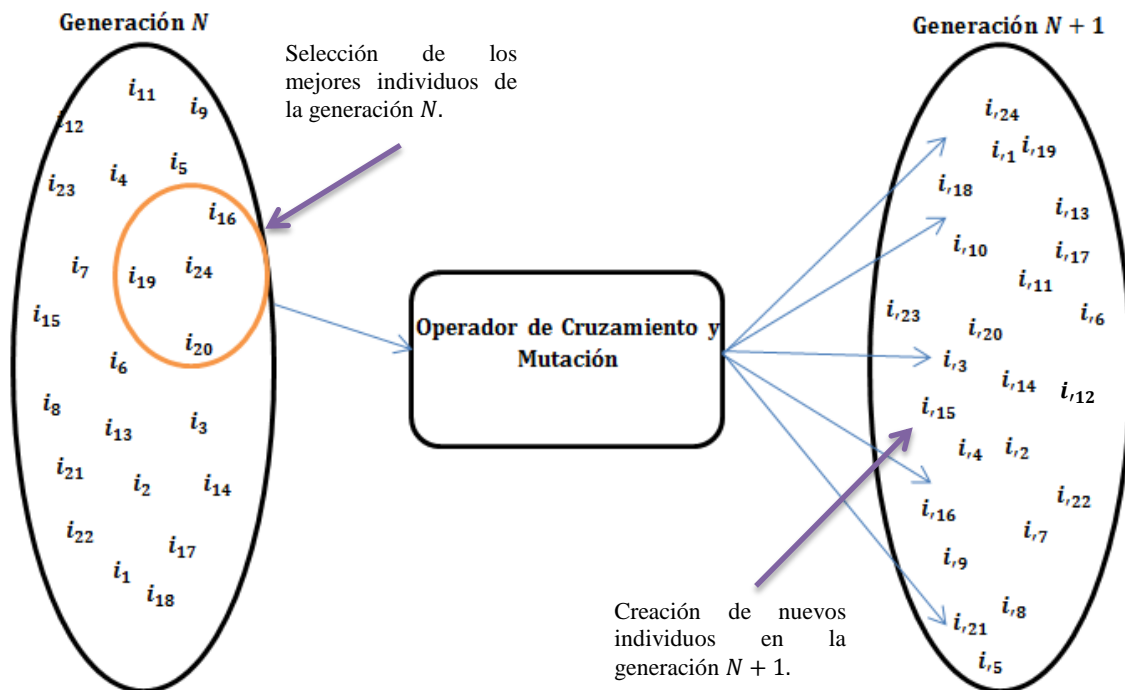 Generación N
Generación N + 1
Selección de los
mejores individuos de
la generación N.
i11
i9
i12
i5
i4
i23
i16
i7
i19
i24
i15
i20
i6
i8
i13
i3
i21
i2
i14
i22
i17
i1
i18
Operador de Cruzamiento y
Mutación
i,24
i,1 i,19
i,18
i,13
i,10
i,17
i,11
i,23
i,6
i,20
i,3
i,14
i,12
i,15
i,4
i,2
i,22
i,16
i,7
i,9
i,8
i,21
i,5
Creación de nuevos
individuos en la
generación N + 1.